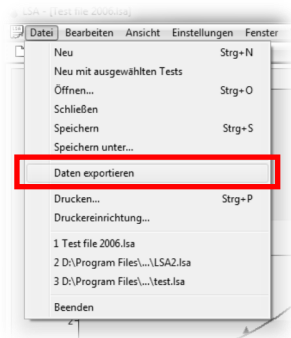 LSA - [Test file 2006.lsa]
Datei Bearbeiten Ansicht Einstellungen Fenster
Neu Strg+N
Neu mit ausgewählten Tests
Öffnen... Strg+O
Schließen
Speichern Strg+S
Speichern unter...
Daten exportieren
Drucken... Strg+P
Druckereinrichtung...
1 Test file 2006.lsa
2 D:\Program Files\...\LSA2.lsa
3 D:\Program Files\...\test.lsa
Beenden
2